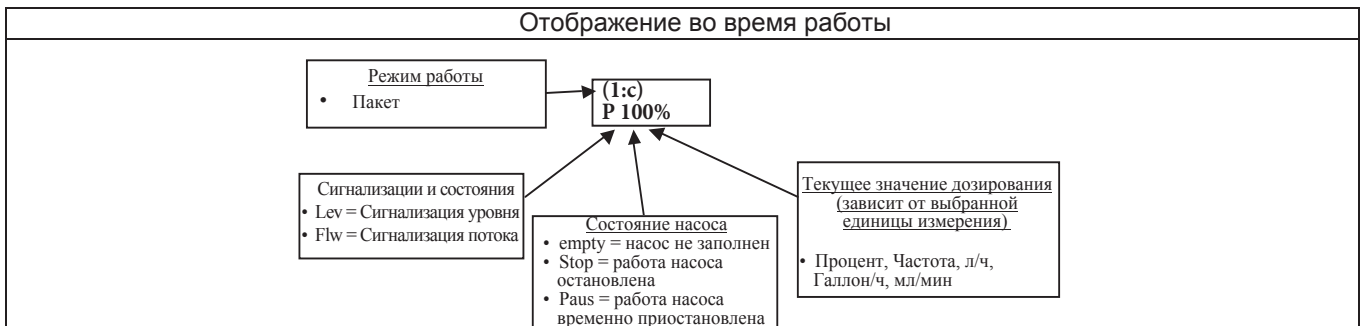 Отображение во время работы
Режим работы
• Пакет
(1:c)
P 100%
Сигнализации и состояния
• Lev = Сигнализация уровня
• Flw = Сигнализация потока
Состояние насоса
• empty = насос не заполнен
• Stop = работа насоса
остановлена
• Paus = работа насоса
временно приостановлена
Текущее значение дозирования
(зависит от выбранной
единицы измерения)
• Процент, Частота, л/ч,
Галлон/ч, мл/мин